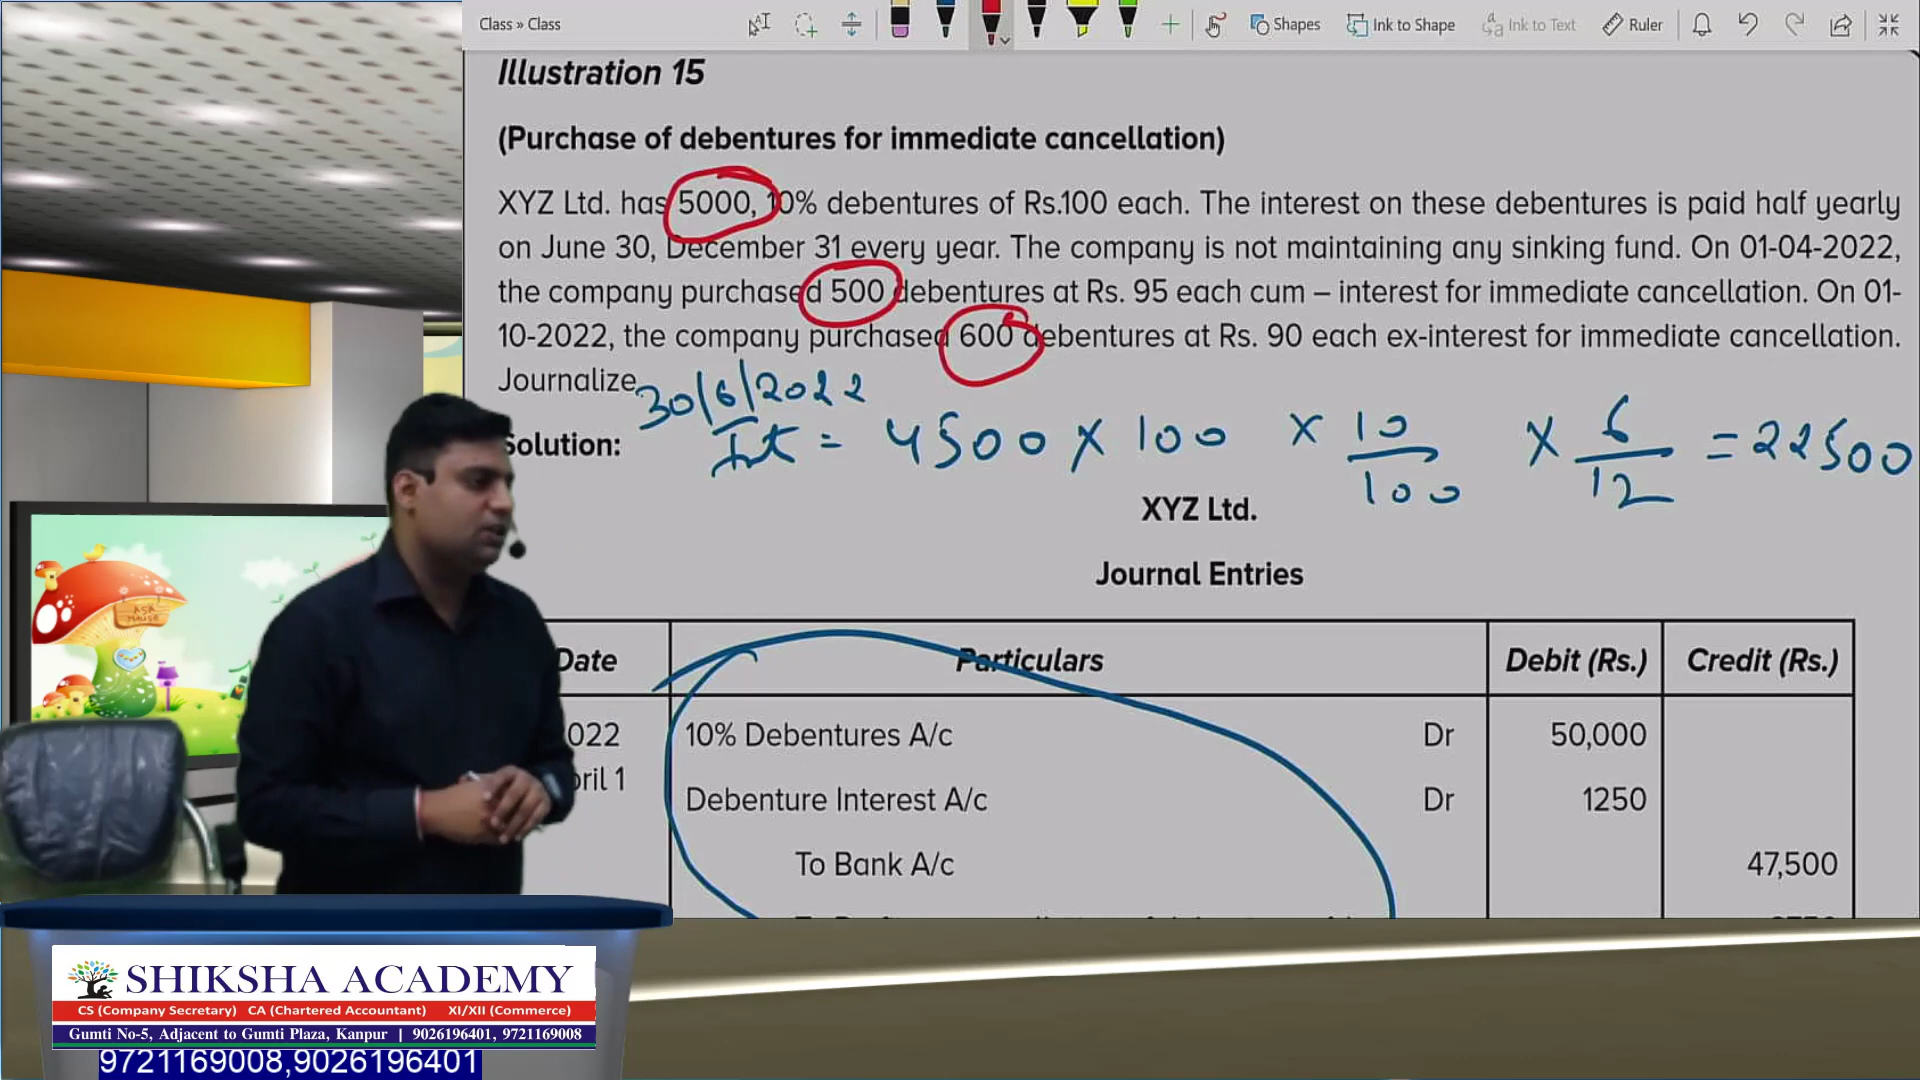 Class » Class
Shapes
Ink to Shape
Ink to Text
Ruler
Illustration 15
(Purchase of debentures for immediate cancellation)
XYZ Ltd. has 5000, 10% debentures of Rs.100 each. The interest on these debentures is paid half yearly
on June 30, December 31 every year. The company is not maintaining any sinking fund. On 01-04-2022,
the company purchased 500 debentures at Rs. 95 each cum – interest for immediate cancellation. On 01-
10-2022, the company purchased 600 debentures at Rs. 90 each ex-interest for immediate cancellation.
Journalize
30/6/2022
Solution:
Int = 4500 × 100 × 10/100 × 6/12 = 22500
XYZ Ltd.
Journal Entries
Date Particulars Debit (Rs.) Credit (Rs.)
022 10% Debentures A/c Dr 50,000
ril 1
Debenture Interest A/c Dr 1250
To Bank A/c 47,500
ASA
MAUSE
SHIKSHA ACADEMY
CS (Company Secretary) CA (Chartered Accountant) XI/XII (Commerce)
Gumti No-5, Adjacent to Gumti Plaza, Kanpur | 9026196401, 9721169008
9721169008,9026196401